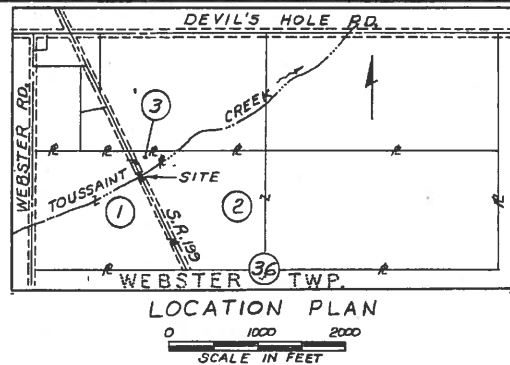 DEVIL'S HOLE RD.
WEBSTER RD.
3
CREEK
TOUSSAINT
SITE
1
2
S.R. 199
36
WEBSTER TWP.
LOCATION PLAN
0 1000 2000
SCALE IN FEET